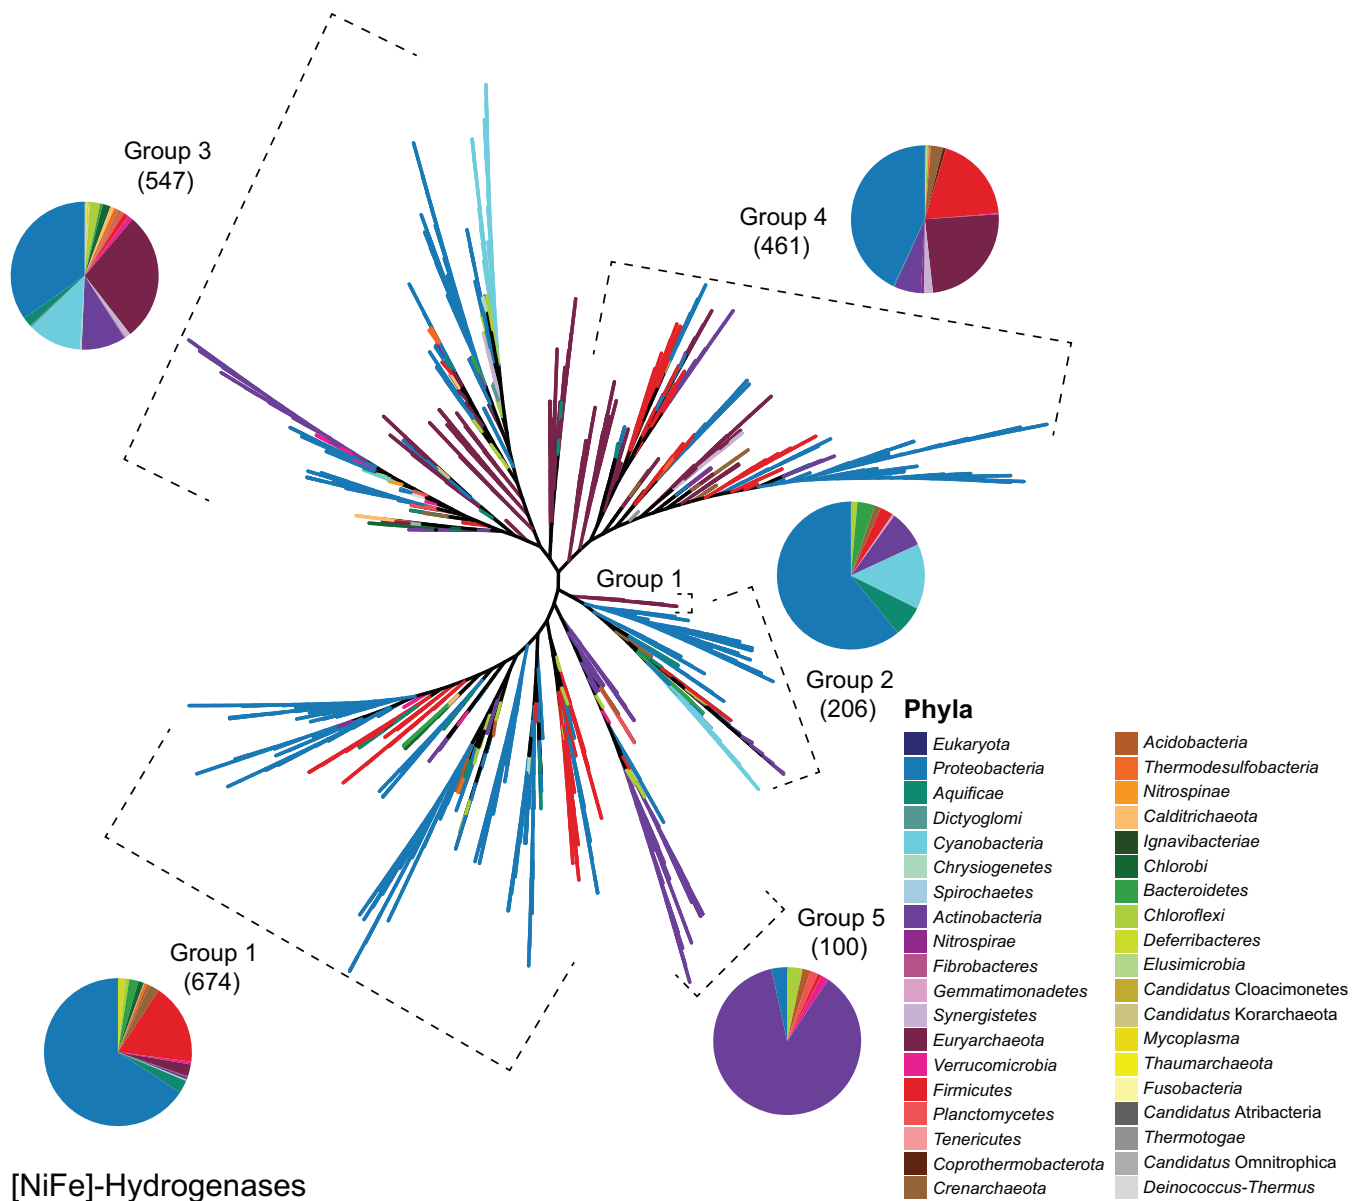 Group 3
(547)
Group 4
(461)
Group 1
Group 2
(206)
Group 5
(100)
Group 1
(674)
[NiFe]-Hydrogenases
Phyla
Eukaryota
Proteobacteria
Aquificae
Dictyoglomi
Cyanobacteria
Chrysiogenetes
Spirochaetes
Actinobacteria
Nitrospirae
Fibrobacteres
Gemmatimonadetes
Synergistetes
Euryarchaeota
Verrucomicrobia
Firmicutes
Planctomycetes
Tenericutes
Coprothermobacterota
Crenarchaeota
Acidobacteria
Thermodesulfobacteria
Nitrospinae
Calditrichaeota
Ignavibacteriae
Chlorobi
Bacteroidetes
Chloroflexi
Deferribacteres
Elusimicrobia
Candidatus Cloacimonetes
Candidatus Korarchaeota
Mycoplasma
Thaumarchaeota
Fusobacteria
Candidatus Atribacteria
Thermotogae
Candidatus Omnitrophica
Deinococcus-Thermus